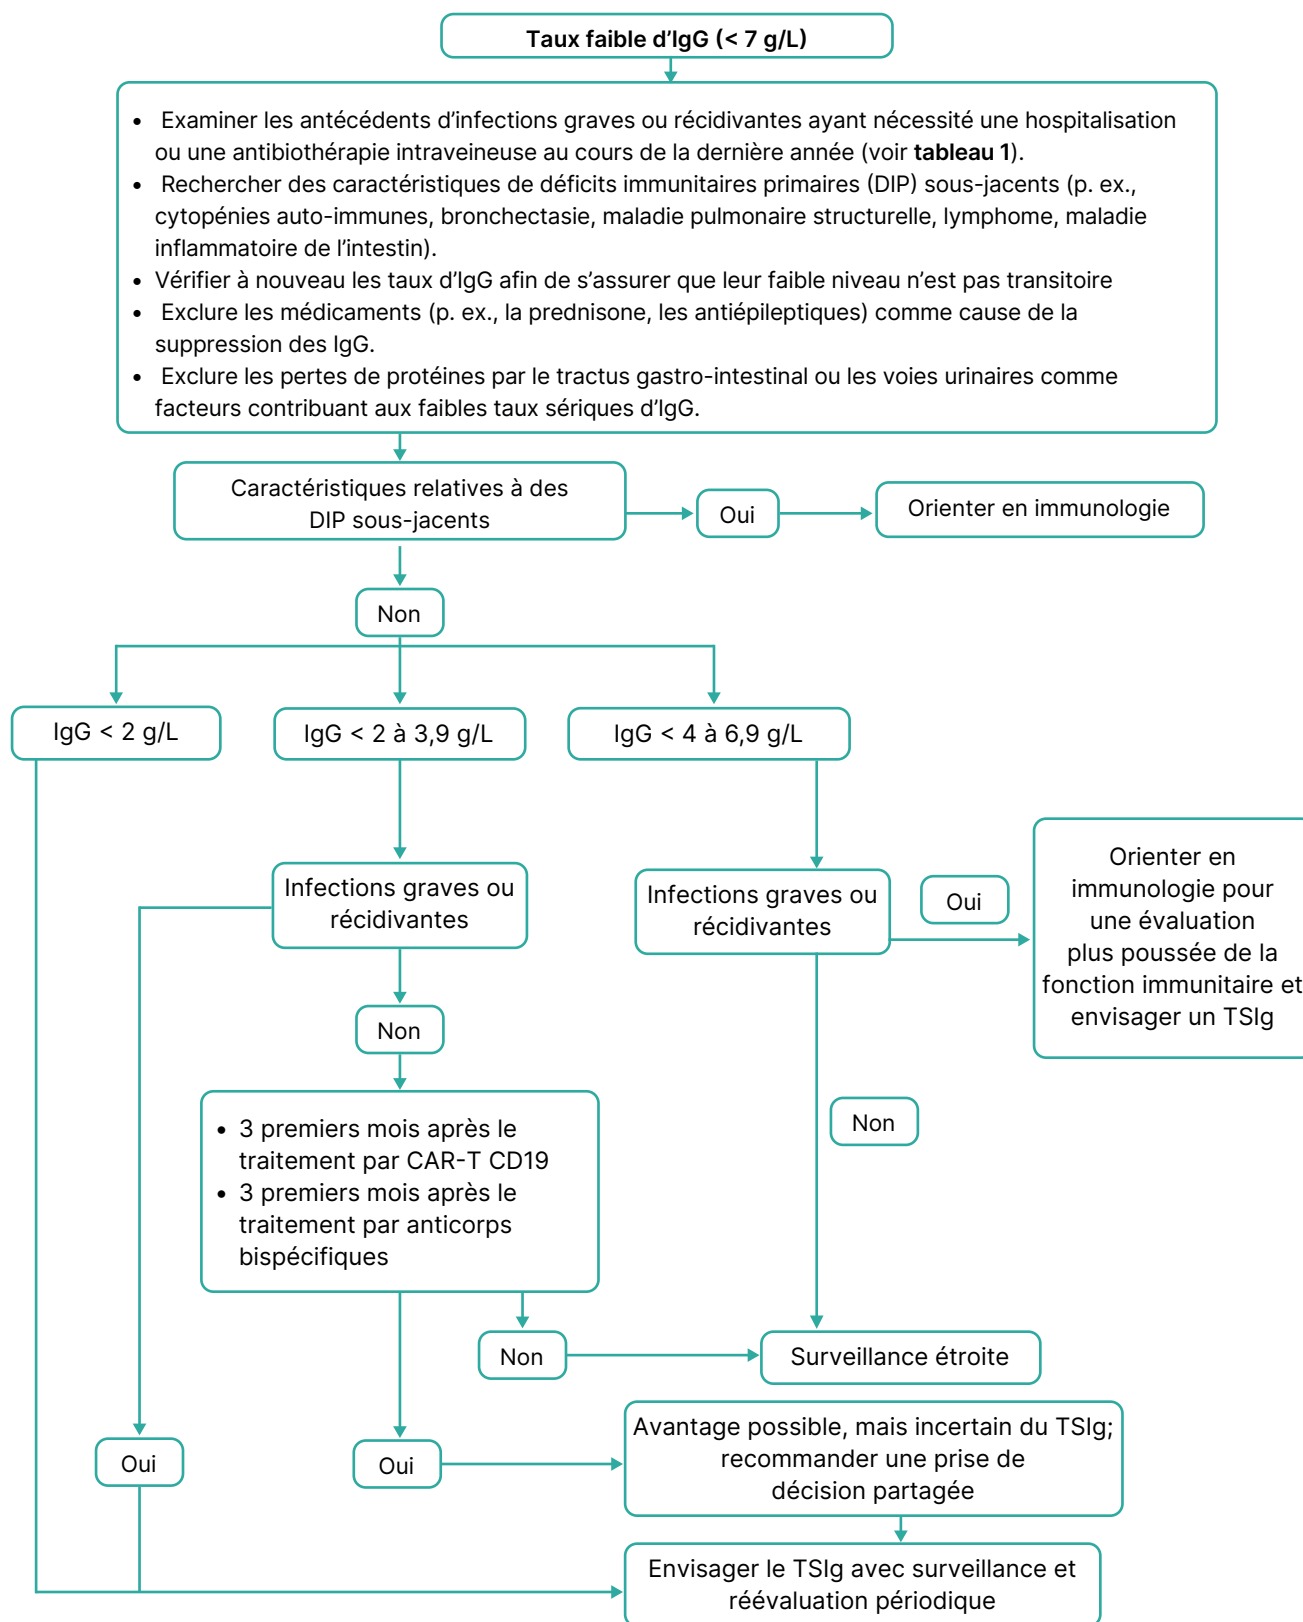 Taux faible d'IgG (< 7 g/L)
• Examiner les antécédents d'infections graves ou récidivantes ayant nécessité une hospitalisation
ou une antibiothérapie intraveineuse au cours de la dernière année (voir tableau 1).
• Rechercher des caractéristiques de déficits immunitaires primaires (DIP) sous-jacents (p. ex.,
cytopénies auto-immunes, bronchectasie, maladie pulmonaire structurelle, lymphome, maladie
inflammatoire de l'intestin).
• Vérifier à nouveau les taux d'IgG afin de s'assurer que leur faible niveau n'est pas transitoire
• Exclure les médicaments (p. ex., la prednisone, les antiépileptiques) comme cause de la
suppression des IgG.
• Exclure les pertes de protéines par le tractus gastro-intestinal ou les voies urinaires comme
facteurs contribuant aux faibles taux sériques d'IgG.
Caractéristiques relatives à des
DIP sous-jacents
Oui
Orienter en immunologie
Non
IgG < 2 g/L
IgG < 2 à 3,9 g/L
IgG < 4 à 6,9 g/L
Infections graves ou
récidivantes
Infections graves ou
récidivantes
Oui
Orienter en
immunologie pour
une évaluation
plus poussée de la
fonction immunitaire et
envisager un TSIg
Non
• 3 premiers mois après le
traitement par CAR-T CD19
• 3 premiers mois après le
traitement par anticorps
bispécifiques
Non
Non
Surveillance étroite
Oui
Oui
Avantage possible, mais incertain du TSIg;
recommander une prise de
décision partagée
Envisager le TSIg avec surveillance et
réévaluation périodique